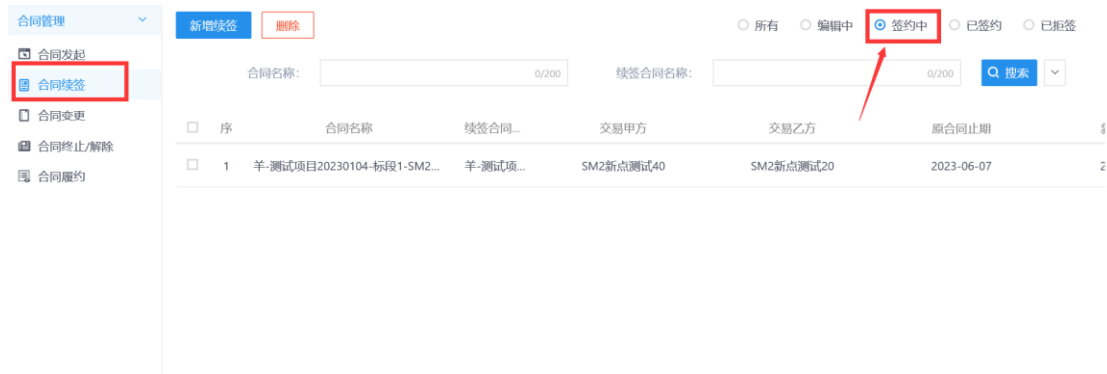 合同管理
合同发起
合同续签
合同变更
合同终止/解除
合同履约
新增续签 删除 所有 编辑中 签约中 已签约 已拒签
合同名称: 0/200 续签合同名称: 0/200 搜索
序 合同名称 续签合同... 交易甲方 交易乙方 原合同止期
1 羊-测试项目20230104-标段1-SM2... 羊-测试项... SM2新点测试40 SM2新点测试20 2023-06-07